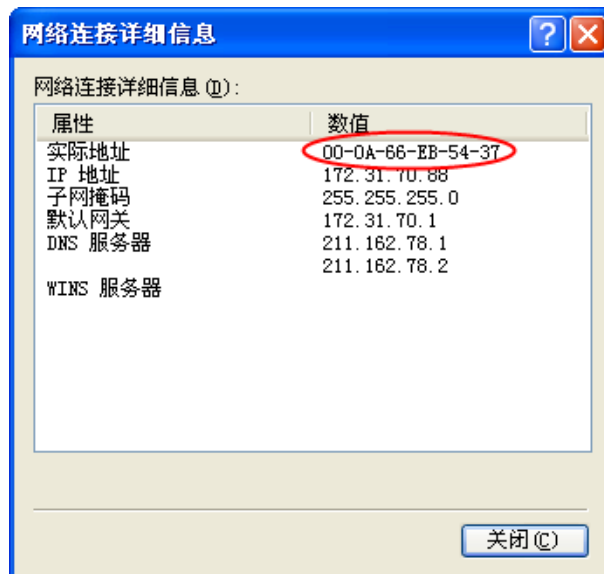 网络连接详细信息
网络连接详细信息(D):
属性 数值
实际地址 00-0A-66-EB-54-37
IP 地址 172.31.70.88
子网掩码 255.255.255.0
默认网关 172.31.70.1
DNS 服务器 211.162.78.1
211.162.78.2
WINS 服务器
关闭(C)